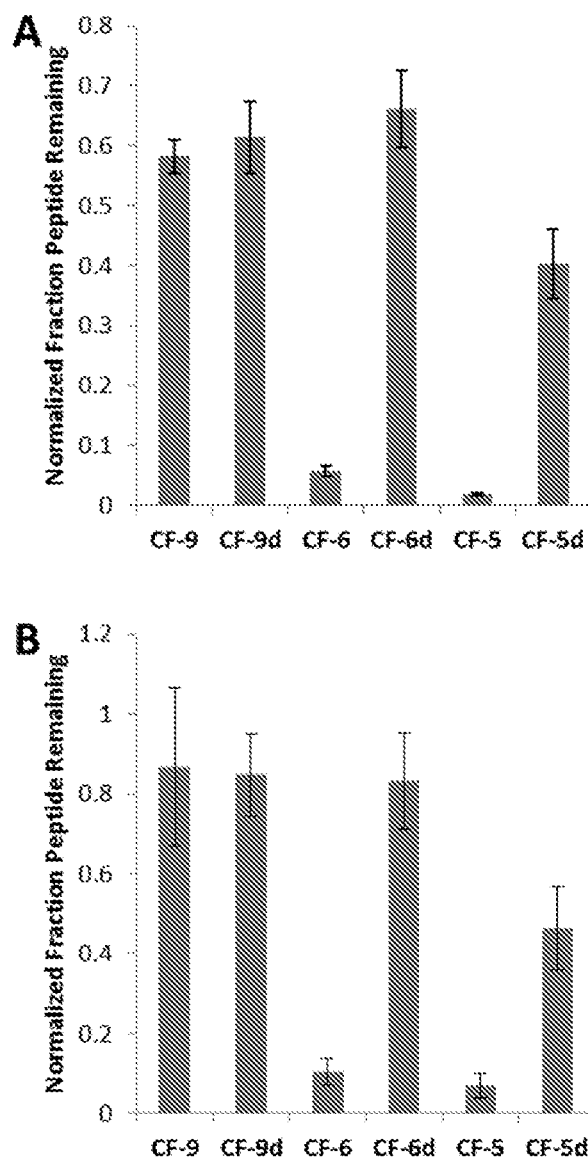 A
Normalized Fraction Peptide Remaining
0.8
0.7
0.6
0.5
0.4
0.3
0.2
0.1
0
CF-9 CF-9d CF-6 CF-6d CF-5 CF-5d
B
Normalized Fraction Peptide Remaining
1.2
1
0.8
0.6
0.4
0.2
0
CF-9 CF-9d CF-6 CF-6d CF-5 CF-5d